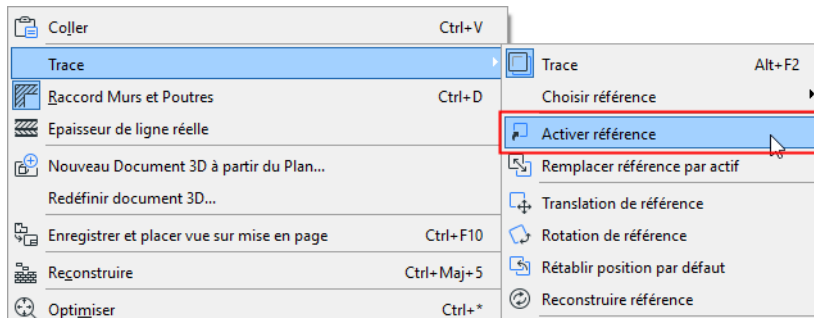 Coller Ctrl+V
Trace
Raccord Murs et Poutres Ctrl+D
Epaisseur de ligne réelle
Nouveau Document 3D à partir du Plan...
Redéfinir document 3D...
Enregistrer et placer vue sur mise en page Ctrl+F10
Reconstruire Ctrl+Maj+5
Optimiser Ctrl+*
Trace Alt+F2
Choisir référence
Activer référence
Remplacer référence par actif
Translation de référence
Rotation de référence
Rétablir position par défaut
Reconstruire référence